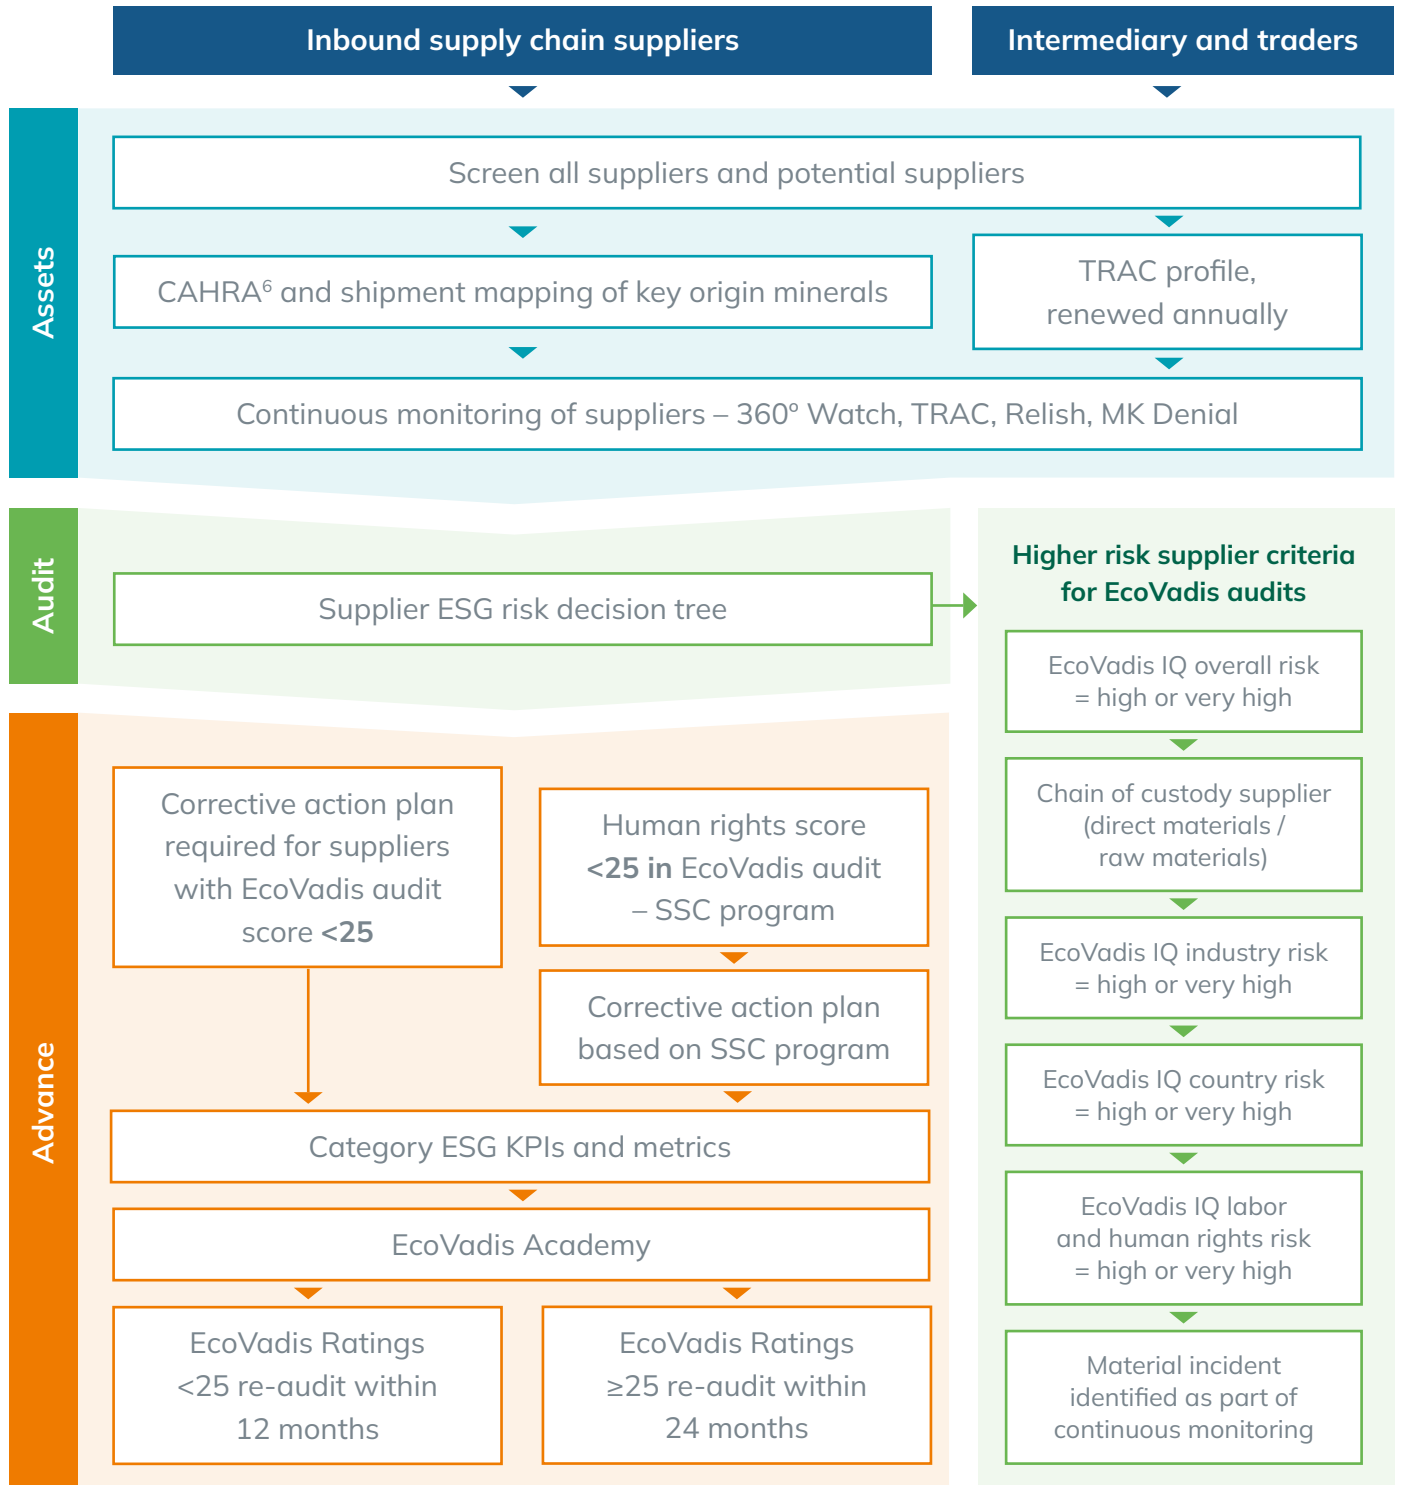 Inbound supply chain suppliers
Intermediary and traders
Assets
Screen all suppliers and potential suppliers
CAHRA⁶ and shipment mapping of key origin minerals
TRAC profile,
renewed annually
Continuous monitoring of suppliers – 360º Watch, TRAC, Relish, MK Denial
Audit
Supplier ESG risk decision tree
Higher risk supplier criteria
for EcoVadis audits
EcoVadis IQ overall risk
= high or very high
Chain of custody supplier
(direct materials /
raw materials)
EcoVadis IQ industry risk
= high or very high
EcoVadis IQ country risk
= high or very high
EcoVadis IQ labor
and human rights risk
= high or very high
Material incident
identified as part of
continuous monitoring
Advance
Corrective action plan
required for suppliers
with EcoVadis audit
score <25
Human rights score
<25 in EcoVadis audit
– SSC program
Corrective action plan
based on SSC program
Category ESG KPIs and metrics
EcoVadis Academy
EcoVadis Ratings
<25 re-audit within
12 months
EcoVadis Ratings
≥25 re-audit within
24 months